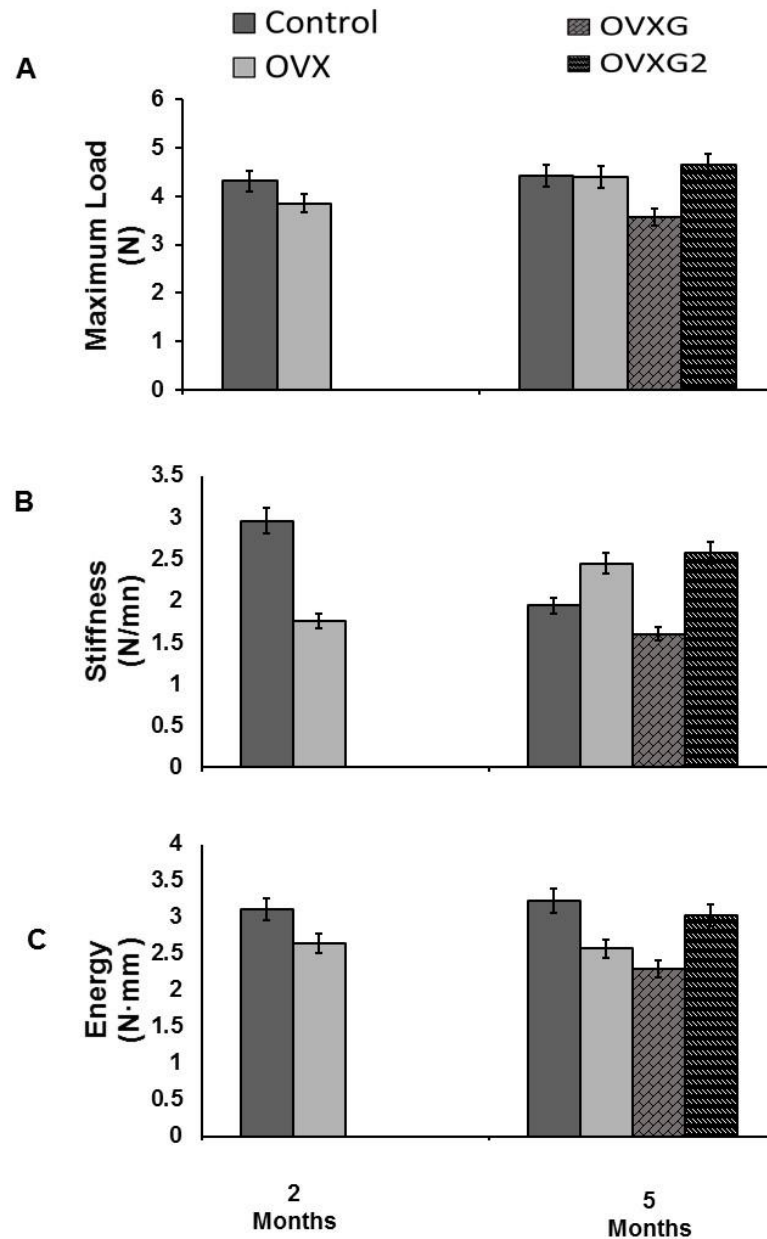 Control
OVX
OVXG
OVXG2
A
Maximum Load
(N)
6
5
4
3
2
1
0
B
Stiffness
(N/mn)
3.5
3
2.5
2
1.5
1
0.5
0
C
Energy
(N·mm)
4
3.5
3
2.5
2
1.5
1
0.5
0
2
Months
5
Months